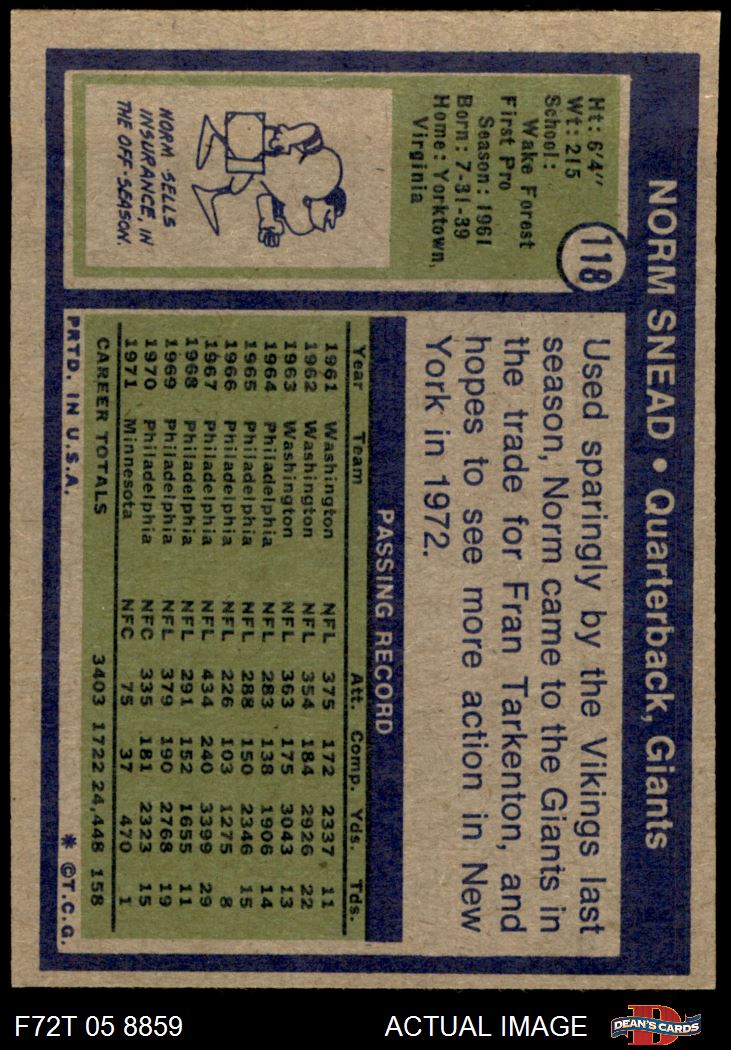 NORM SNEAD • Quarterback, Giants
118
Ht: 6'4"
Wt: 215
School:
Wake Forest
First Pro
Season: 1961
Born: 7-31-39
Home: Yorktown,
Virginia
NORM SELLS
INSURANCE IN
THE OFF-SEASON.
Used sparingly by the Vikings last
season, Norm came to the Giants in
the trade for Fran Tarkenton, and
hopes to see more action in New
York in 1972.
PASSING RECORD
Year Team Att. Comp. Yds. Tds.
1961 Washington NFL 375 172 2337 11
1962 Washington NFL 354 184 2926 22
1963 Washington NFL 363 175 3043 13
1964 Philadelphia NFL 283 138 1906 14
1965 Philadelphia NFL 288 150 2346 15
1966 Philadelphia NFL 226 103 1275 8
1967 Philadelphia NFL 434 240 3399 29
1968 Philadelphia NFL 291 152 1655 11
1969 Philadelphia NFL 379 190 2768 19
1970 Philadelphia NFC 335 181 2323 15
1971 Minnesota NFC 75 37 470 1
CAREER TOTALS 3403 1722 24,448 158
PRTD. IN U.S.A. * ©T.C.G.
F72T 05 8859 ACTUAL IMAGE DEAN'S CARDS